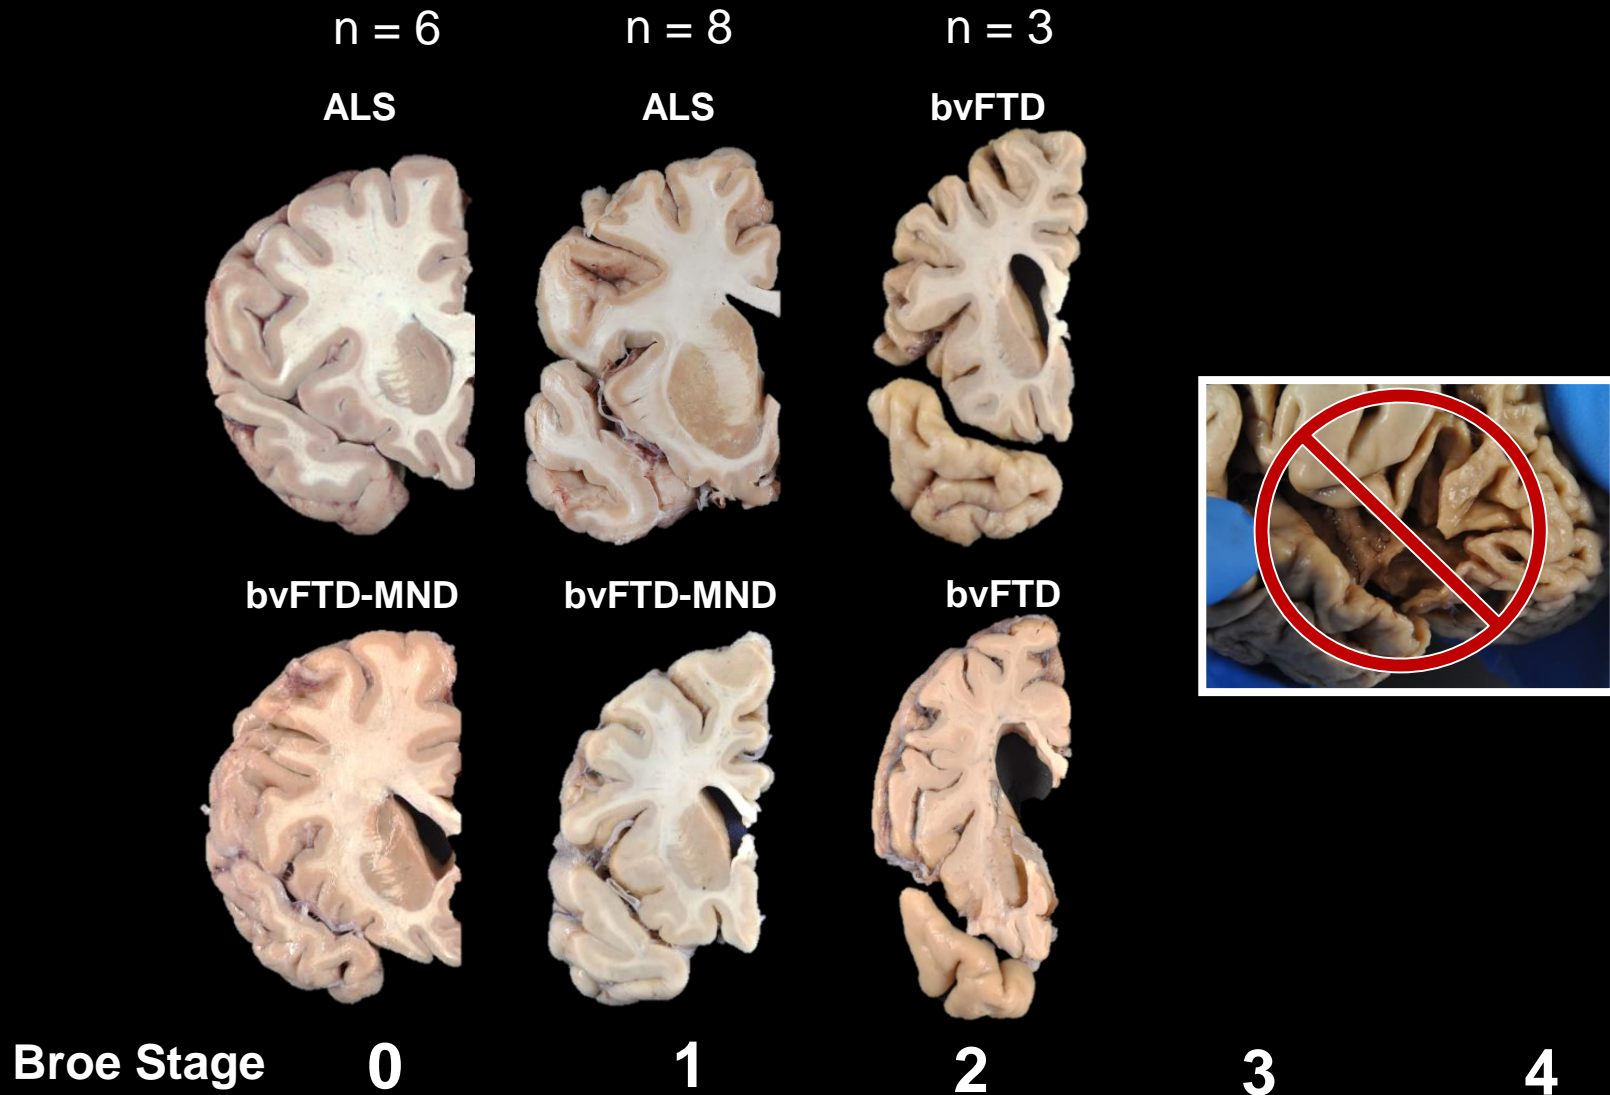 n = 6 n = 8 n = 3
ALS ALS bvFTD
bvFTD-MND bvFTD-MND bvFTD
Broe Stage 0 1 2 3 4